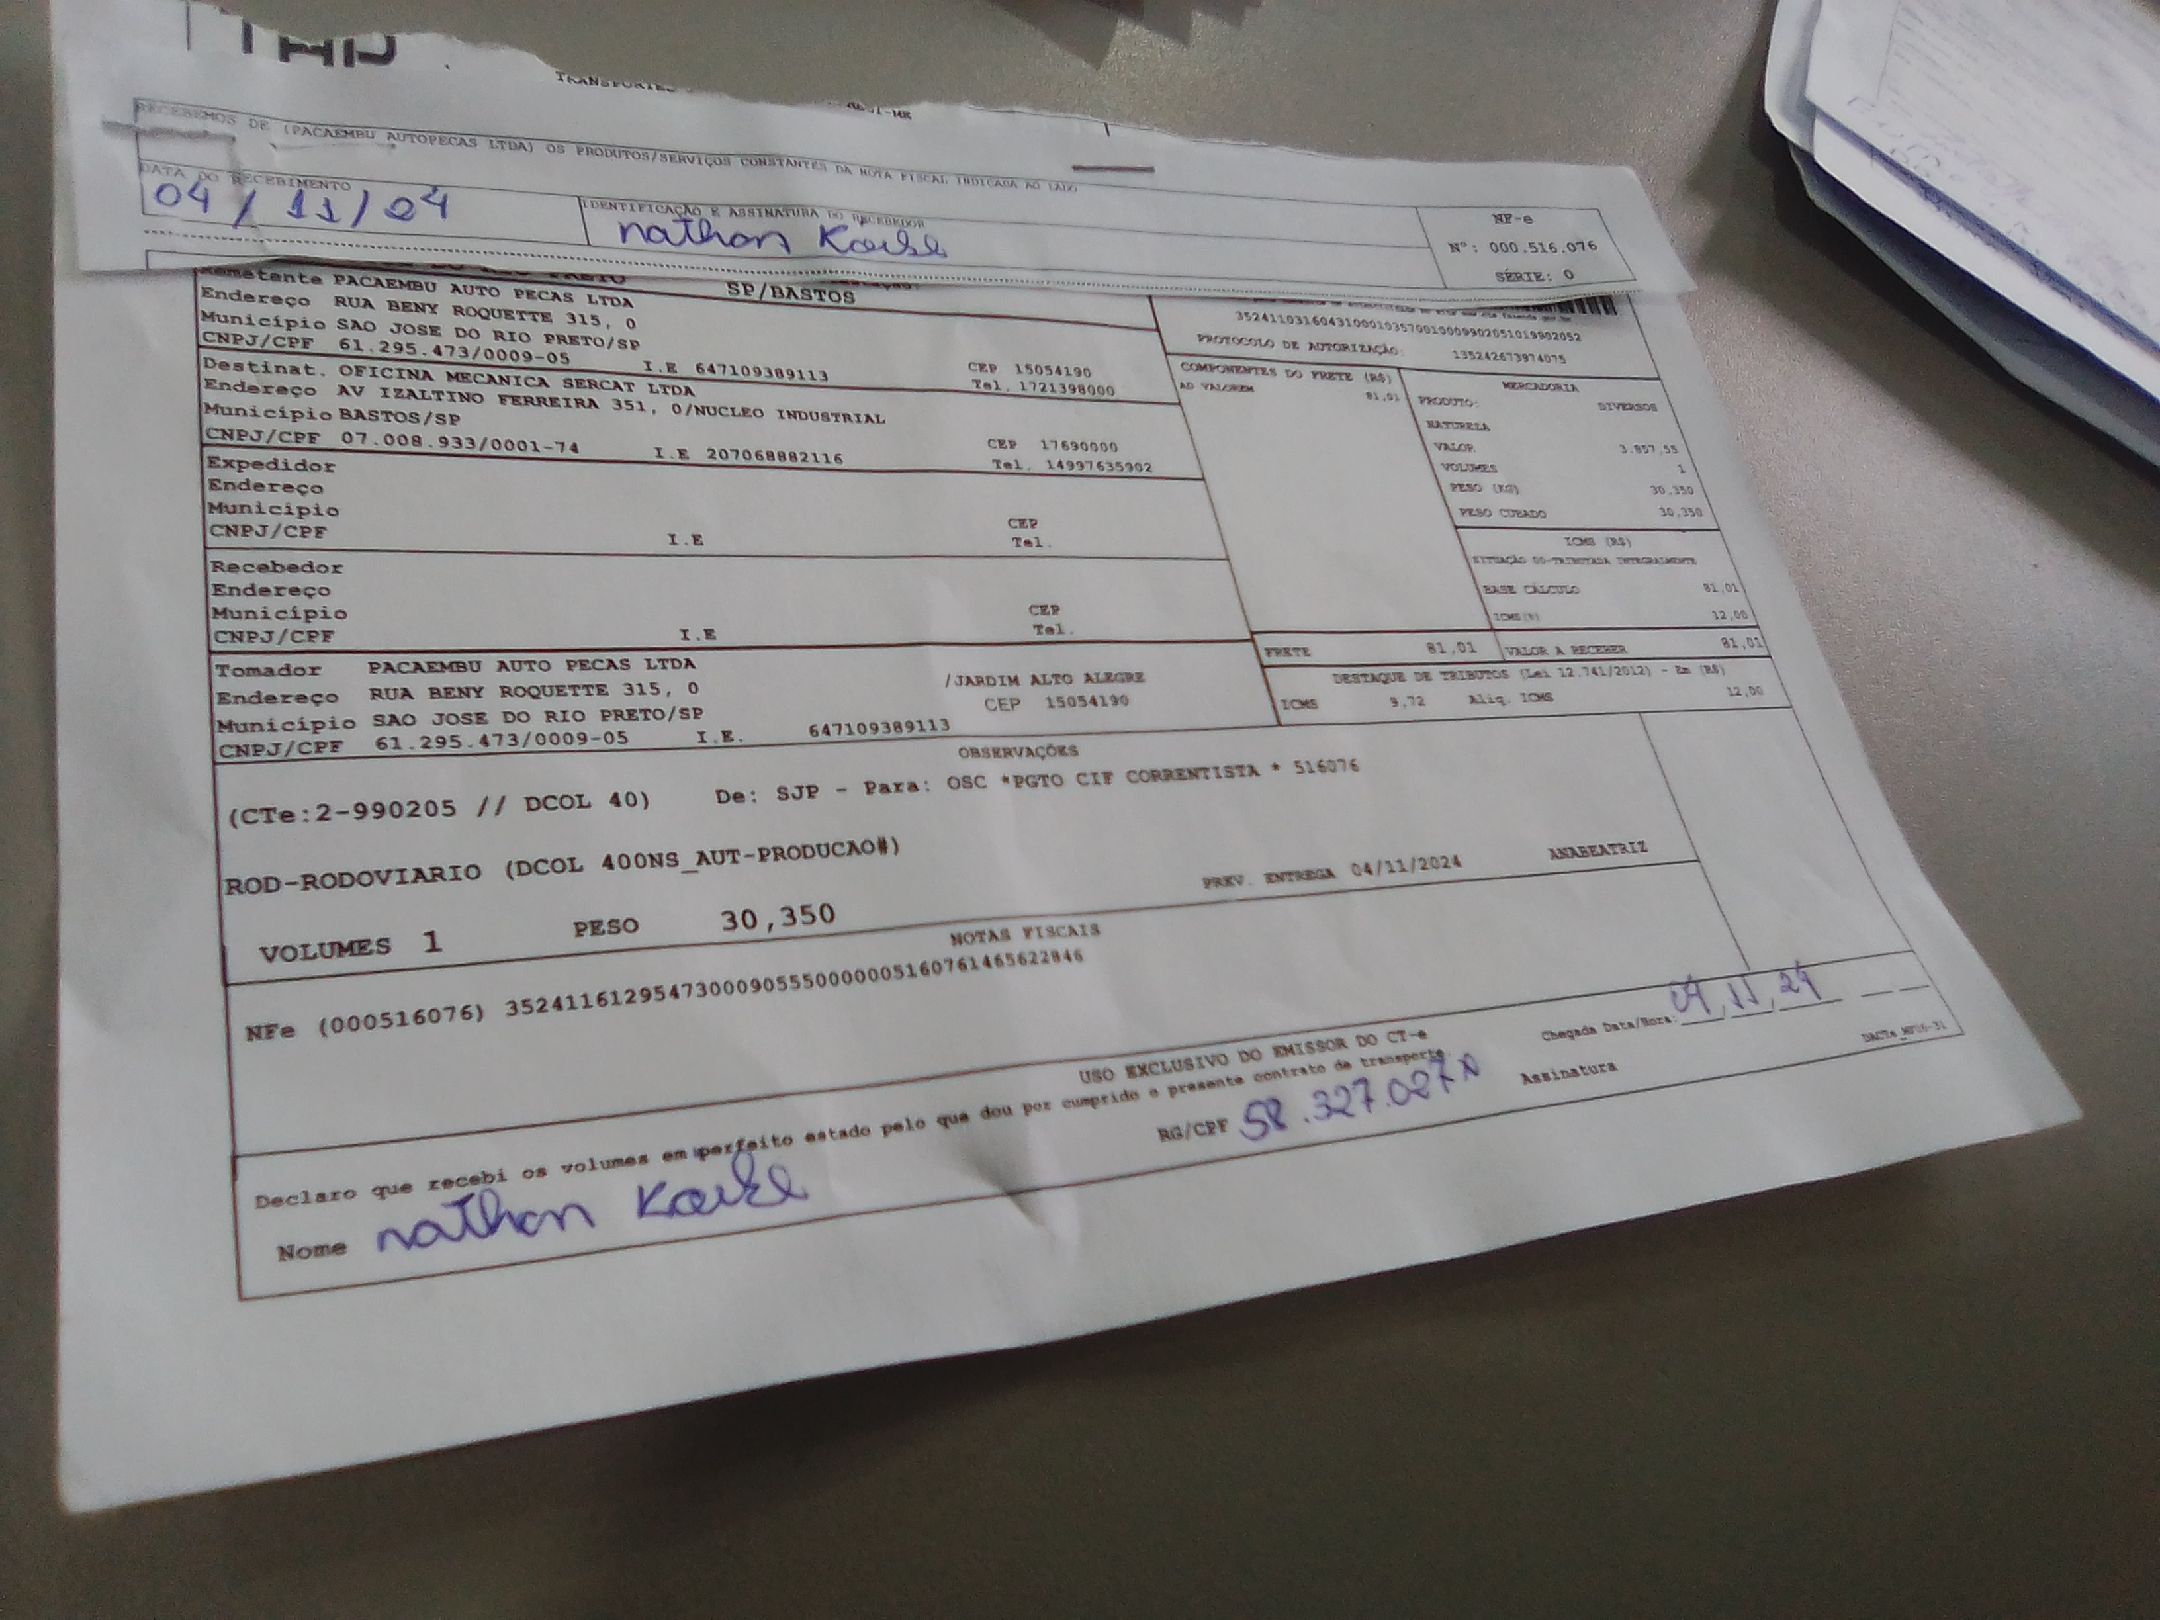 RECEBEMOS DE (PACAEMBU AUTOPECAS LTDA) OS PRODUTOS/SERVIÇOS CONSTANTES DA NOTA FISCAL INDICADA AO LADO
DATA DO RECEBIMENTO
04/11/24
IDENTIFICAÇÃO E ASSINATURA DO RECEBEDOR
nathan
NF-e
Nº: 000.516.076
SÉRIE: 0
SP/BASTOS
Remetente PACAEMBU AUTO PECAS LTDA
Endereço RUA BENY ROQUETTE 315, 0
Município SAO JOSE DO RIO PRETO/SP
CEP 15054190
CNPJ/CPF 61.295.473/0009-05 I.E 647109389113
Tel. 1721398000
Destinat. OFICINA MECANICA SERCAT LTDA
Endereço AV IZALTINO FERREIRA 351, 0/NUCLEO INDUSTRIAL
Município BASTOS/SP
CEP 17690000
CNPJ/CPF 07.008.933/0001-74 I.E 207068882116
Tel. 14997635902
Expedidor
Endereço
Município
CEP
CNPJ/CPF I.E Tel.
Recebedor
Endereço
Município
CEP
CNPJ/CPF I.E Tel.
Tomador PACAEMBU AUTO PECAS LTDA
Endereço RUA BENY ROQUETTE 315, 0 /JARDIM ALTO ALEGRE
Município SAO JOSE DO RIO PRETO/SP CEP 15054190
CNPJ/CPF 61.295.473/0009-05 I.E. 647109389113
PROTOCOLO DE AUTORIZAÇÃO: 135242673974075
COMPONENTES DO FRETE (R$)
AD VALOREM 81,01
MERCADORIA
PRODUTO: DIVERSOS
NATUREZA
VALOR 3.857,55
VOLUMES 1
PESO (KG) 30,350
PESO CUBADO 30,350
ICMS (R$)
SITUAÇÃO 00-TRIBUTADA INTEGRALMENTE
BASE CÁLCULO 81,01
ICMS(%) 12,00
FRETE 81,01 VALOR A RECEBER 81,01
DESTAQUE DE TRIBUTOS (Lei 12.741/2012) - Em (R$)
ICMS 9,72 Aliq. ICMS 12,00
OBSERVAÇÕES
(CTe:2-990205 // DCOL 40) De: SJP - Para: OSC *PGTO CIF CORRENTISTA * 516076
ROD-RODOVIARIO (DCOL 400NS_AUT-PRODUCAO#)
PREV. ENTREGA 04/11/2024 ANABEATRIZ
VOLUMES 1 PESO 30,350
NOTAS FISCAIS
NFe (000516076) 35241161295473000905550000005160761465622846
USO EXCLUSIVO DO EMISSOR DO CT-e
Declaro que recebi os volumes em perfeito estado pelo que dou por cumprido o presente contrato de transporte.
Chegada Data/Hora: 04,11,24
Nome nathan
RG/CPF 58.327.027
Assinatura